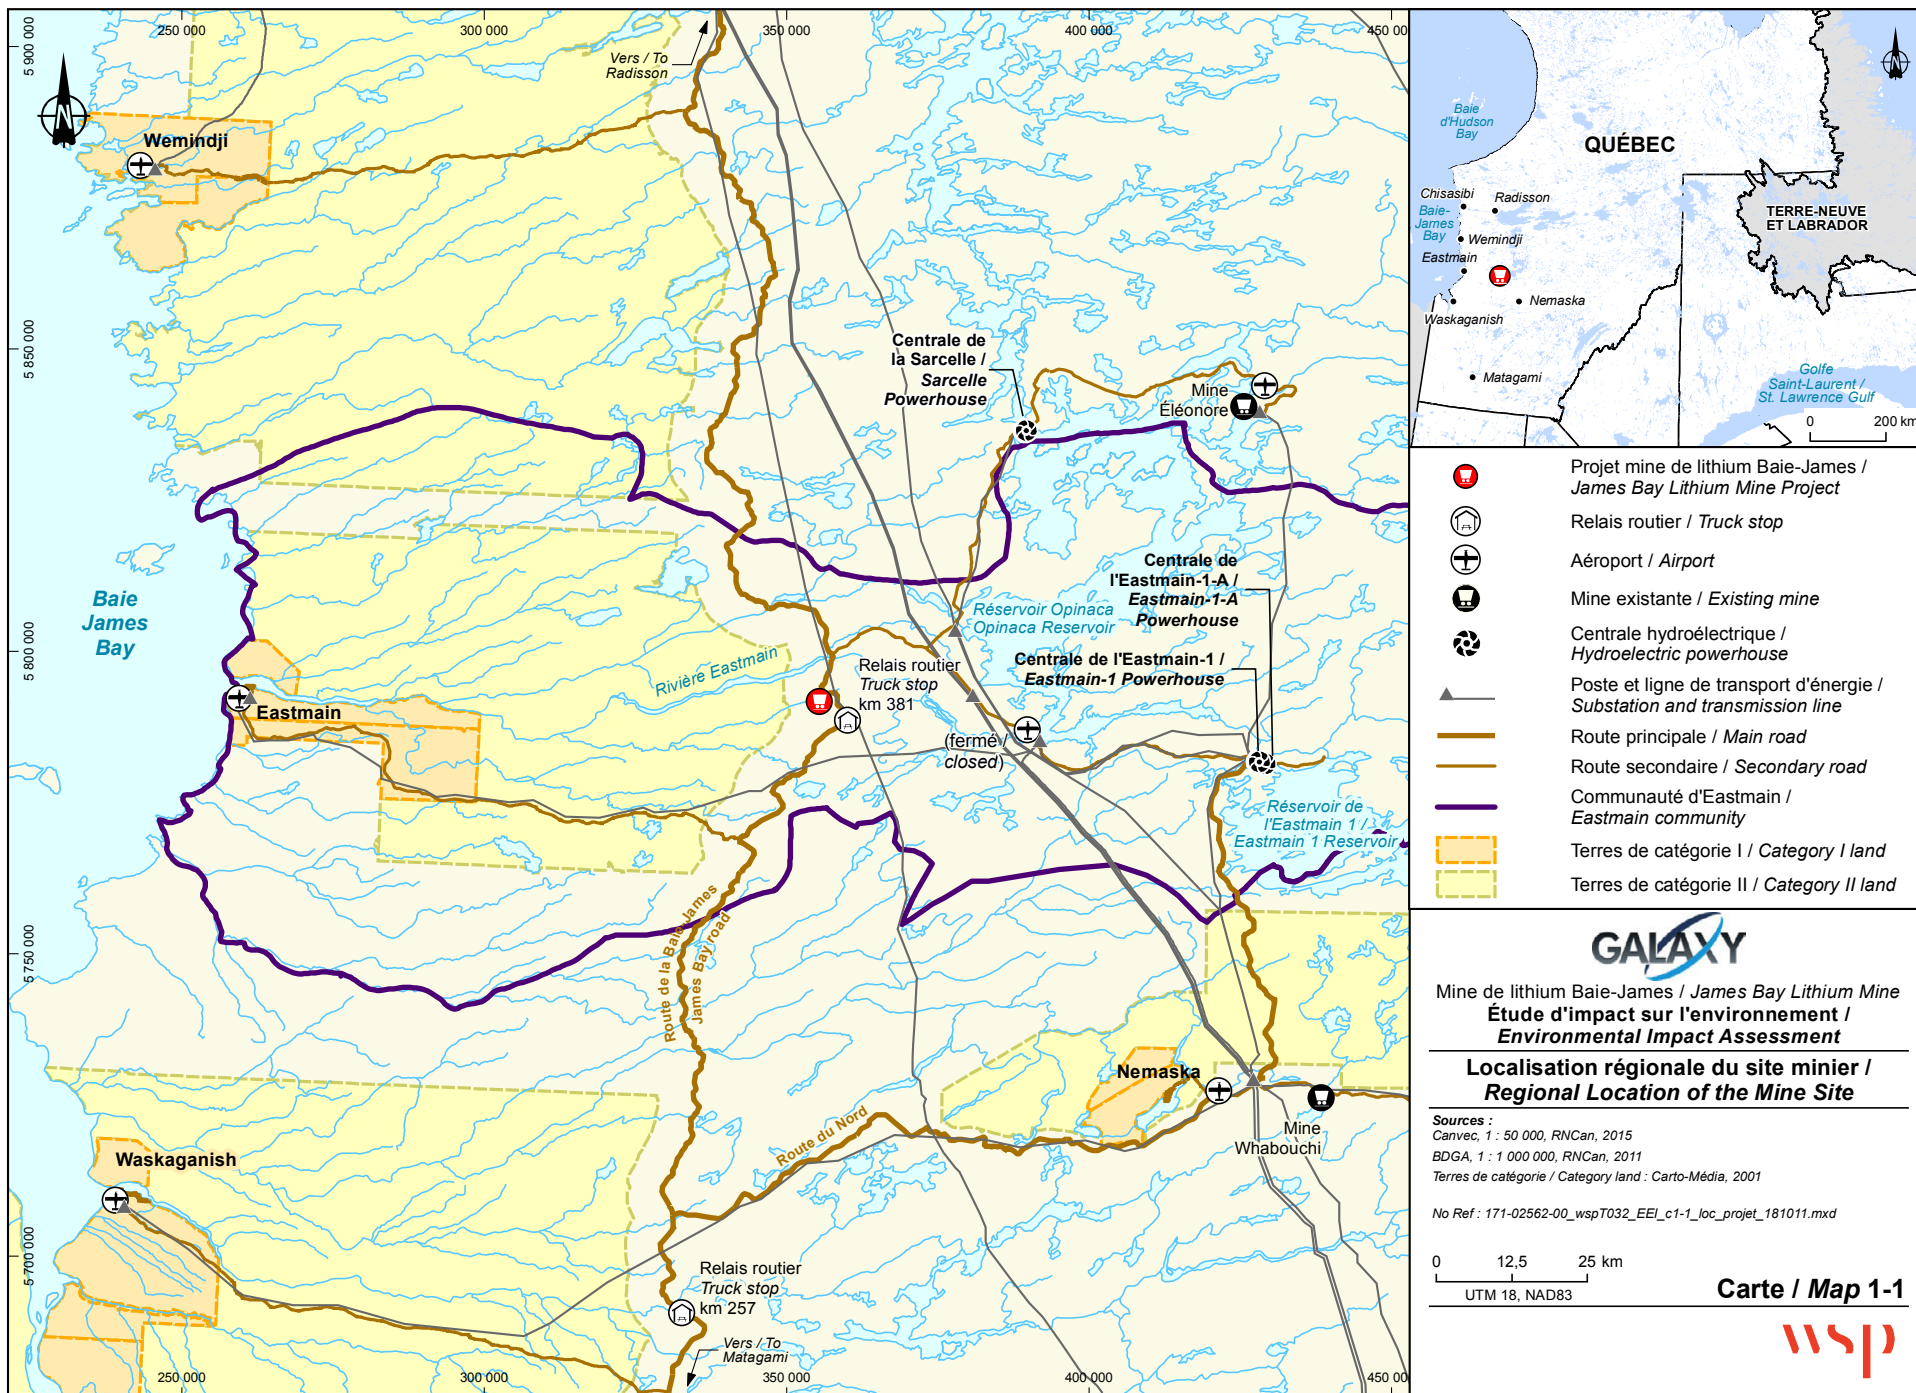 250 000
300 000
350 000
400 000
450 000
5 900 000
5 850 000
5 800 000
5 750 000
5 700 000
N
Vers / To
Radisson
Wemindji
Centrale de
la Sarcelle /
Sarcelle
Powerhouse
Mine
Éléonore
Baie
James
Bay
Centrale de
l'Eastmain-1-A /
Eastmain-1-A
Powerhouse
Réservoir Opinaca
Opinaca Reservoir
Rivière Eastmain
Centrale de l'Eastmain-1 /
Eastmain-1 Powerhouse
Relais routier
Truck stop
km 381
Eastmain
(fermé /
closed)
Réservoir de
l'Eastmain 1 /
Eastmain 1 Reservoir
Route de la Baie-James
James Bay road
Nemaska
Route du Nord
Mine
Whabouchi
Waskaganish
Relais routier
Truck stop
km 257
Vers / To
Matagami
250 000
300 000
350 000
400 000
450 000
N
Baie
d'Hudson
Bay
QUÉBEC
Chisasibi
Radisson
Baie-
James
Bay
Wemindji
Eastmain
Nemaska
Waskaganish
Matagami
TERRE-NEUVE
ET LABRADOR
Golfe
Saint-Laurent /
St. Lawrence Gulf
0 200 km
Projet mine de lithium Baie-James /
James Bay Lithium Mine Project
Relais routier / Truck stop
Aéroport / Airport
Mine existante / Existing mine
Centrale hydroélectrique /
Hydroelectric powerhouse
Poste et ligne de transport d'énergie /
Substation and transmission line
Route principale / Main road
Route secondaire / Secondary road
Communauté d'Eastmain /
Eastmain community
Terres de catégorie I / Category I land
Terres de catégorie II / Category II land
GALAXY
Mine de lithium Baie-James / James Bay Lithium Mine
Étude d'impact sur l'environnement /
Environmental Impact Assessment
Localisation régionale du site minier /
Regional Location of the Mine Site
Sources :
Canvec, 1 : 50 000, RNCan, 2015
BDGA, 1 : 1 000 000, RNCan, 2011
Terres de catégorie / Category land : Carto-Média, 2001
No Ref : 171-02562-00_wspT032_EEI_c1-1_loc_projet_181011.mxd
0 12,5 25 km
UTM 18, NAD83
Carte / Map 1-1
wsp